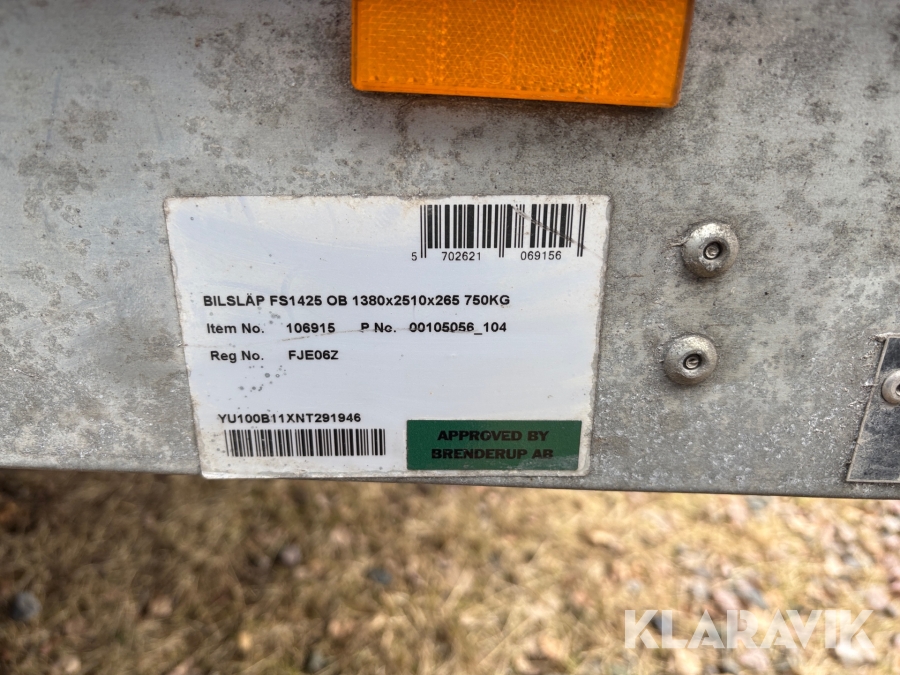 5 702621 069156
BILSLÄP FS1425 OB 1380x2510x265 750KG
Item No. 106915 P No. 00105056_104
Reg No. FJE06Z
YU100B11XNT291946
APPROVED BY
BRENDERUP AB
KLARAVIK